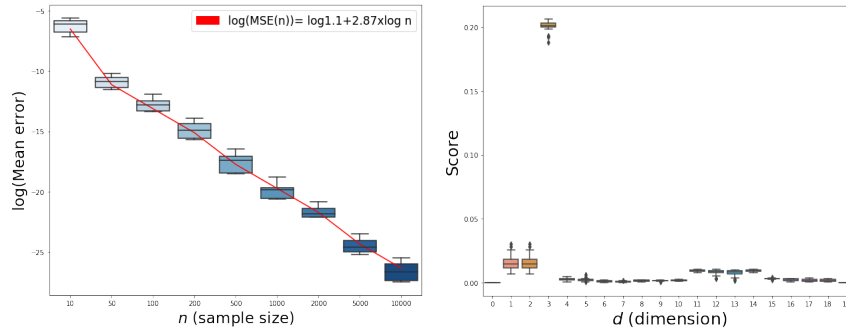 log(MSE(n))= log1.1+2.87xlog n
−5
−10
−15
−20
−25
log(Mean error)
10 50 100 200 500 1000 2000 5000 10000
n (sample size)
0.20
0.15
0.10
0.05
0.00
Score
0 1 2 3 4 5 6 7 8 9 10 11 12 13 14 15 16 17 18
d (dimension)